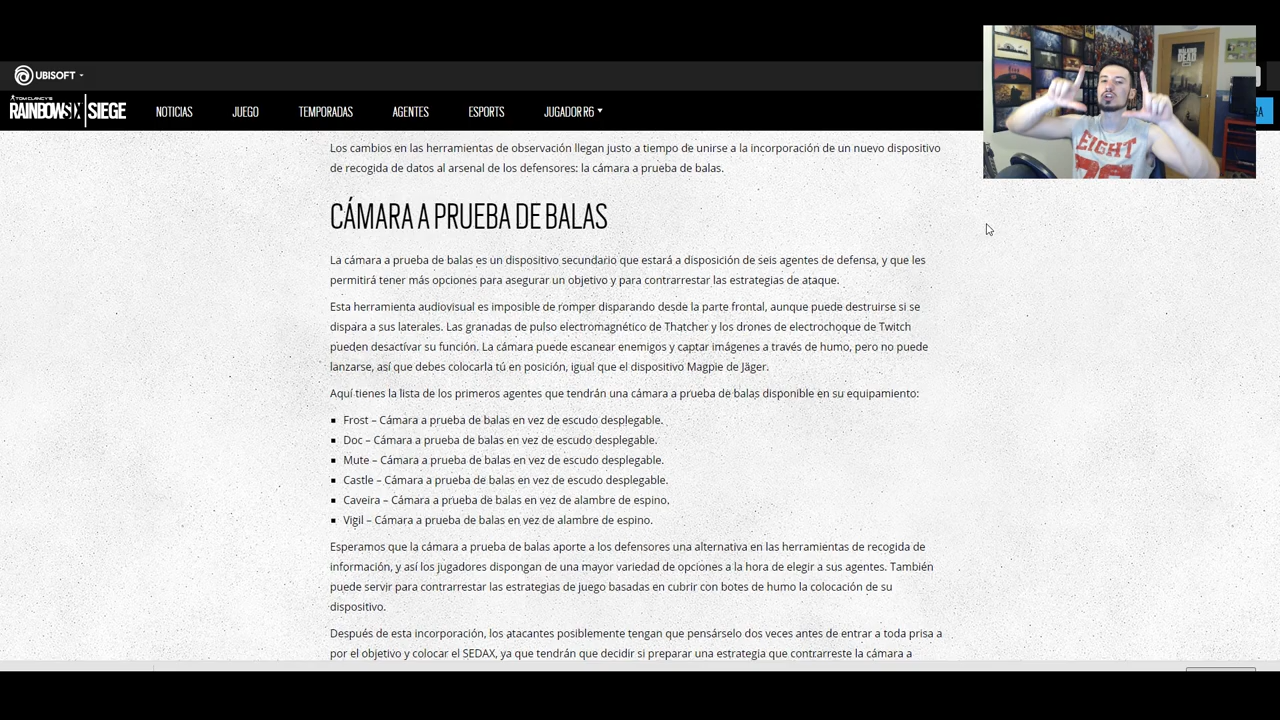 UBISOFT
TOM CLANCY'S
RAINBOW SIX | SIEGE
NOTICIAS
JUEGO
TEMPORADAS
AGENTES
ESPORTS
JUGADOR R6
RA
THE WALKING DEAD
EIGHT
Los cambios en las herramientas de observación llegan justo a tiempo de unirse a la incorporación de un nuevo dispositivo
de recogida de datos al arsenal de los defensores: la cámara a prueba de balas.
CÁMARA A PRUEBA DE BALAS
La cámara a prueba de balas es un dispositivo secundario que estará a disposición de seis agentes de defensa, y que les
permitirá tener más opciones para asegurar un objetivo y para contrarrestar las estrategias de ataque.
Esta herramienta audiovisual es imposible de romper disparando desde la parte frontal, aunque puede destruirse si se
dispara a sus laterales. Las granadas de pulso electromagnético de Thatcher y los drones de electrochoque de Twitch
pueden desactivar su función. La cámara puede escanear enemigos y captar imágenes a través de humo, pero no puede
lanzarse, así que debes colocarla tú en posición, igual que el dispositivo Magpie de Jäger.
Aquí tienes la lista de los primeros agentes que tendrán una cámara a prueba de balas disponible en su equipamiento:
▪ Frost – Cámara a prueba de balas en vez de escudo desplegable.
▪ Doc – Cámara a prueba de balas en vez de escudo desplegable.
▪ Mute – Cámara a prueba de balas en vez de escudo desplegable.
▪ Castle – Cámara a prueba de balas en vez de escudo desplegable.
▪ Caveira – Cámara a prueba de balas en vez de alambre de espino.
▪ Vigil – Cámara a prueba de balas en vez de alambre de espino.
Esperamos que la cámara a prueba de balas aporte a los defensores una alternativa en las herramientas de recogida de
información, y así los jugadores dispongan de una mayor variedad de opciones a la hora de elegir a sus agentes. También
puede servir para contrarrestar las estrategias de juego basadas en cubrir con botes de humo la colocación de su
dispositivo.
Después de esta incorporación, los atacantes posiblemente tengan que pensárselo dos veces antes de entrar a toda prisa a
por el objetivo y colocar el SEDAX, ya que tendrán que decidir si preparar una estrategia que contrarreste la cámara a